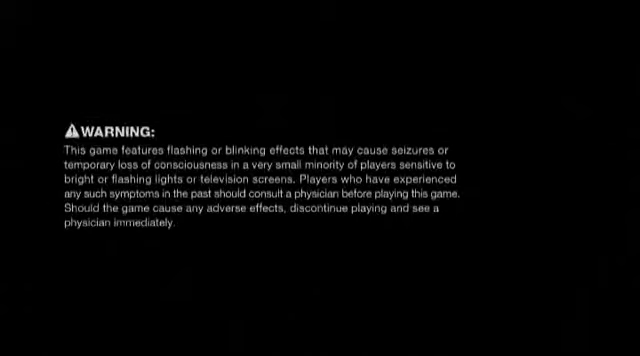 ⚠WARNING:
This game features flashing or blinking effects that may cause seizures or
temporary loss of consciousness in a very small minority of players sensitive to
bright or flashing lights or television screens. Players who have experienced
any such symptoms in the past should consult a physician before playing this game.
Should the game cause any adverse effects, discontinue playing and see a
physician immediately.